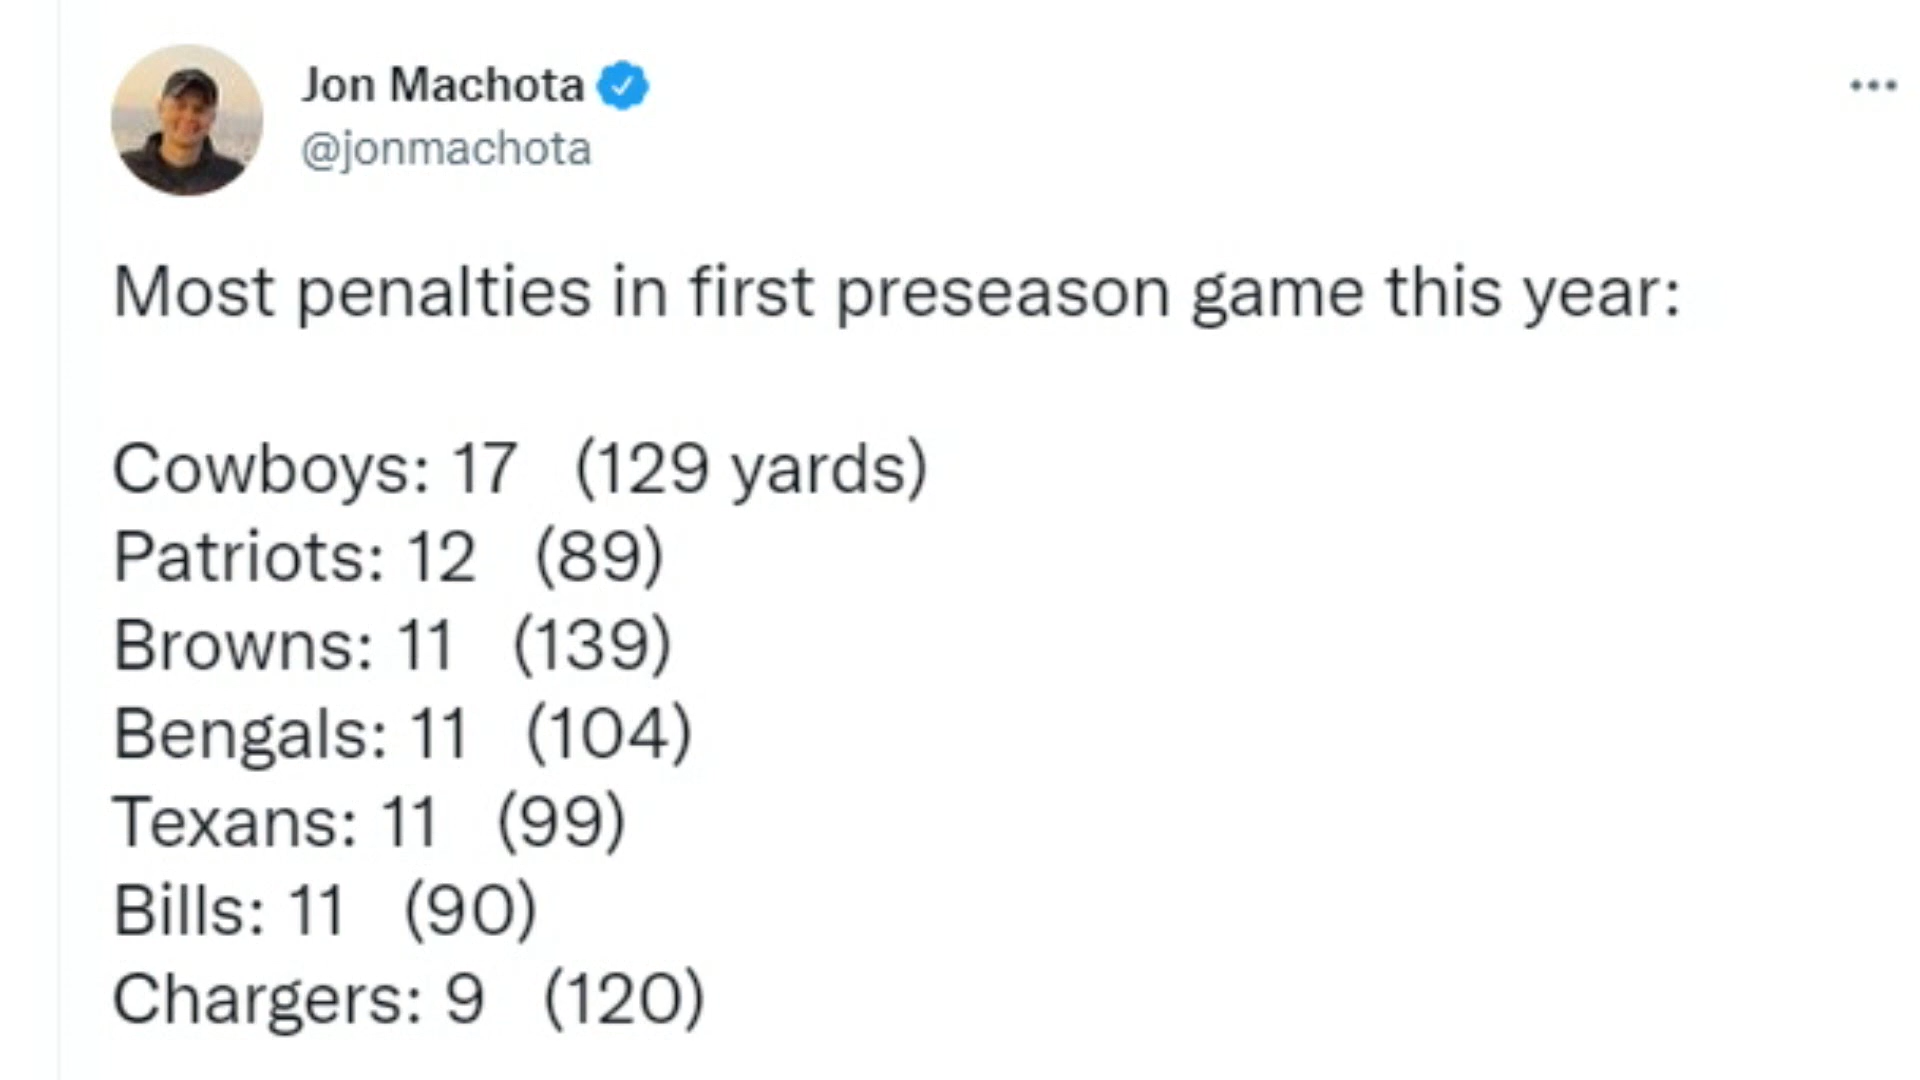 Jon Machota
@jonmachota
Most penalties in first preseason game this year:
Cowboys: 17 (129 yards)
Patriots: 12 (89)
Browns: 11 (139)
Bengals: 11 (104)
Texans: 11 (99)
Bills: 11 (90)
Chargers: 9 (120)